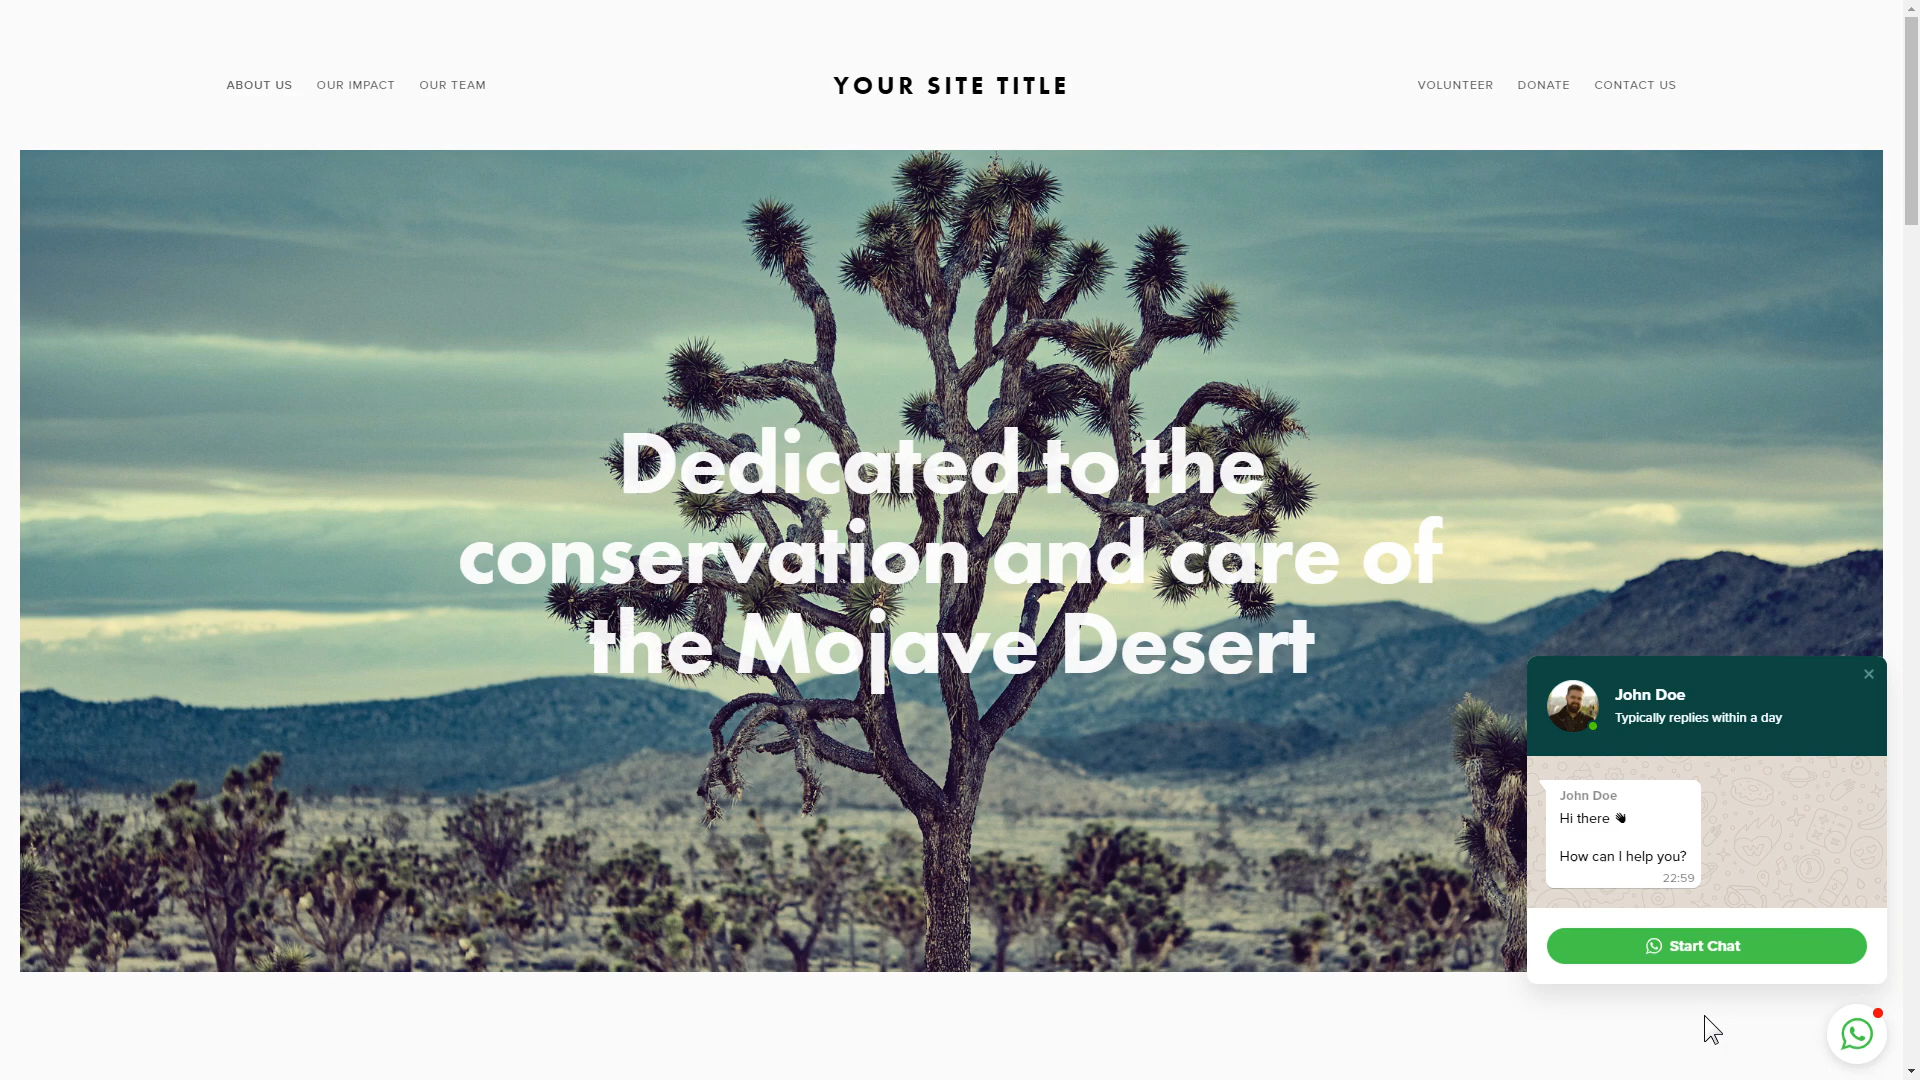 ABOUT US OUR IMPACT OUR TEAM YOUR SITE TITLE VOLUNTEER DONATE CONTACT US
Dedicated to the
conservation and care of
the Mojave Desert
John Doe
Typically replies within a day
John Doe
Hi there 👋
How can I help you?
22:59
Start Chat